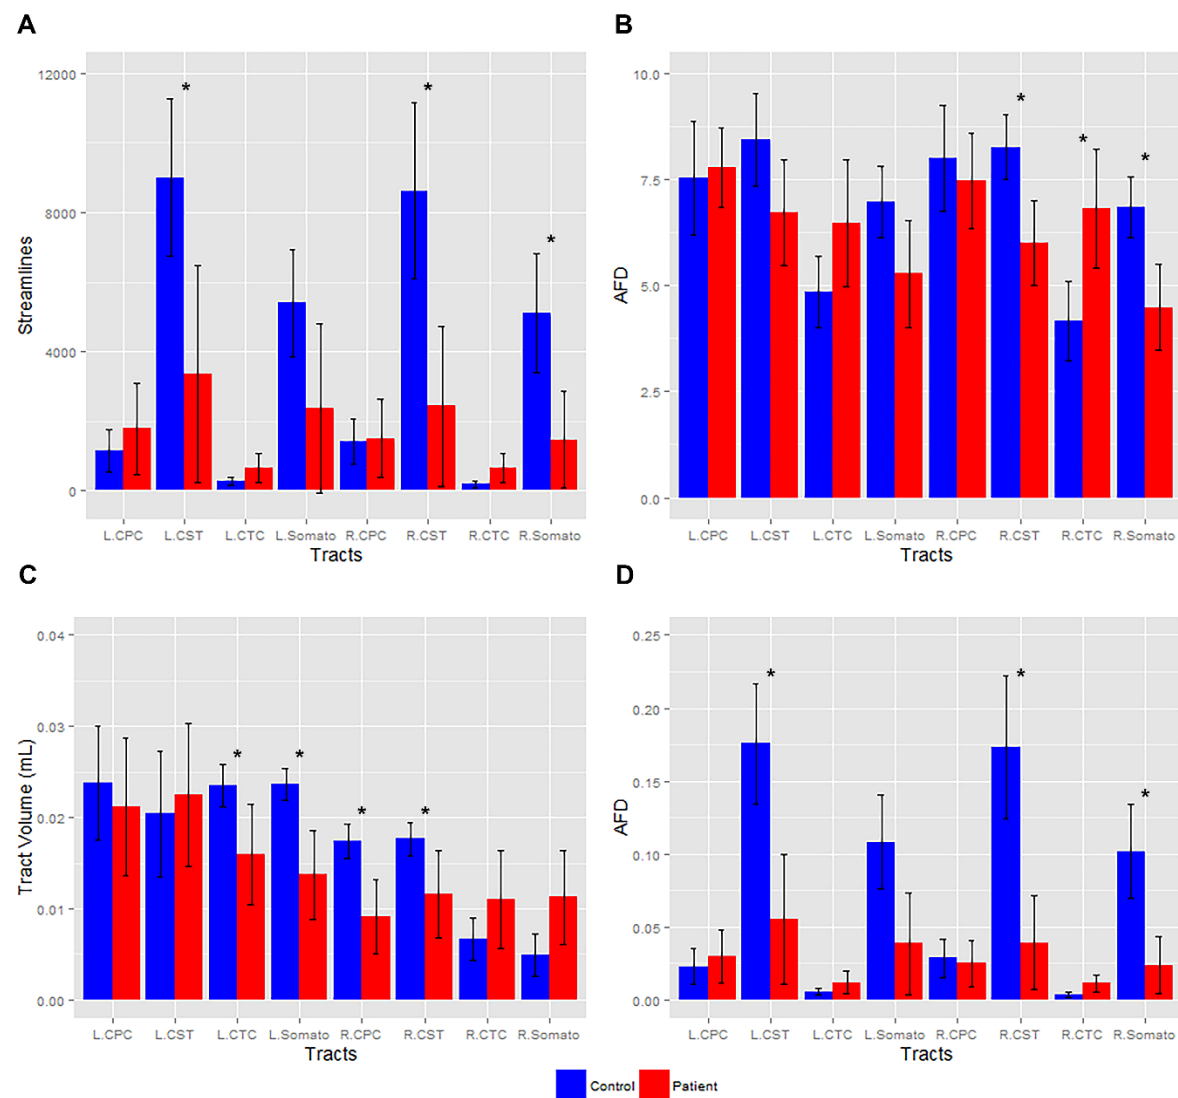 A
B
12000
8000
4000
0
Streamlines
*
*
*
L.CPC L.CST L.CTC L.Somato R.CPC R.CST R.CTC R.Somato
Tracts
10.0
7.5
5.0
2.5
0.0
AFD
*
*
*
L.CPC L.CST L.CTC L.Somato R.CPC R.CST R.CTC R.Somato
Tracts
C
D
0.04
0.03
0.02
0.01
0.00
Tract Volume (mL)
*
*
*
*
L.CPC L.CST L.CTC L.Somato R.CPC R.CST R.CTC R.Somato
Tracts
0.25
0.20
0.15
0.10
0.05
0.00
AFD
*
*
*
L.CPC L.CST L.CTC L.Somato R.CPC R.CST R.CTC R.Somato
Tracts
Control Patient